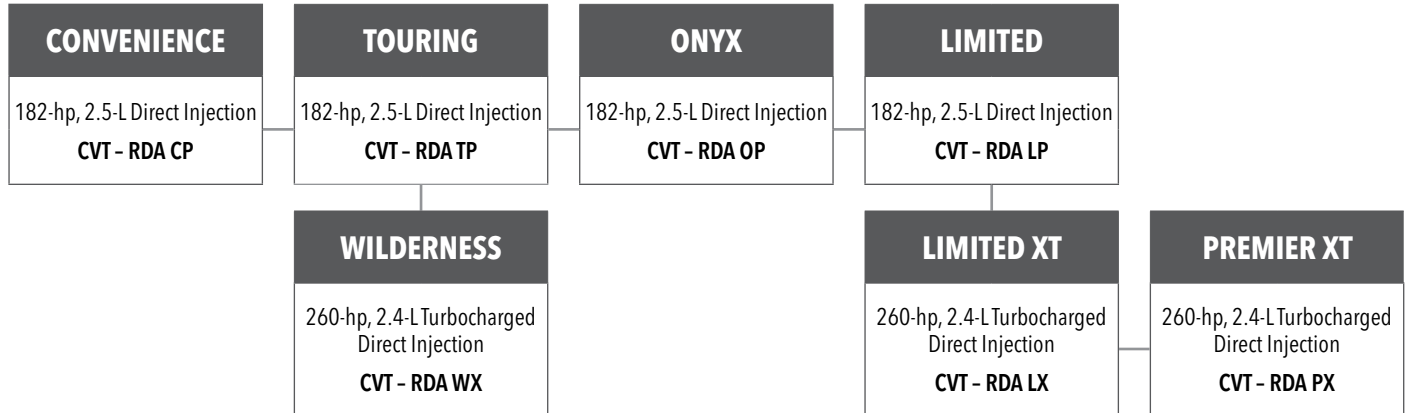 CONVENIENCE
182-hp, 2.5-L Direct Injection
CVT – RDA CP
TOURING
182-hp, 2.5-L Direct Injection
CVT – RDA TP
ONYX
182-hp, 2.5-L Direct Injection
CVT – RDA OP
LIMITED
182-hp, 2.5-L Direct Injection
CVT – RDA LP
WILDERNESS
260-hp, 2.4-L Turbocharged
Direct Injection
CVT – RDA WX
LIMITED XT
260-hp, 2.4-L Turbocharged
Direct Injection
CVT – RDA LX
PREMIER XT
260-hp, 2.4-L Turbocharged
Direct Injection
CVT – RDA PX